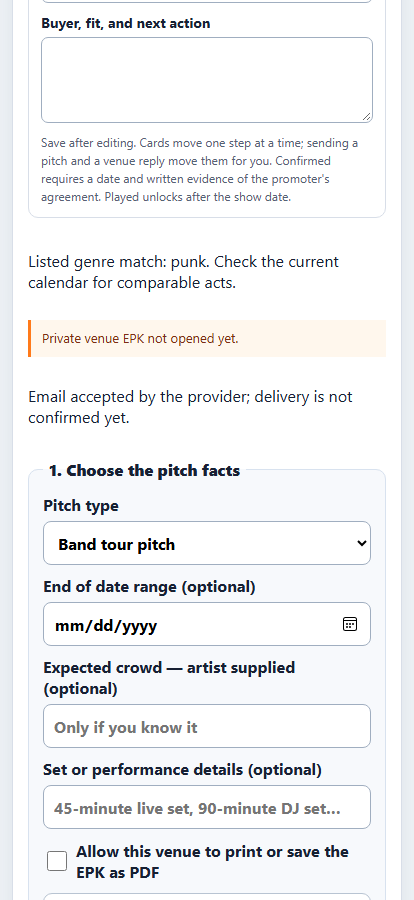 Buyer, fit, and next action
Save after editing. Cards move one step at a time; sending a
pitch and a venue reply move them for you. Confirmed
requires a date and written evidence of the promoter's
agreement. Played unlocks after the show date.
Listed genre match: punk. Check the current
calendar for comparable acts.
Private venue EPK not opened yet.
Email accepted by the provider; delivery is not
confirmed yet.
1. Choose the pitch facts
Pitch type
Band tour pitch
End of date range (optional)
mm/dd/yyyy
Expected crowd — artist supplied
(optional)
Only if you know it
Set or performance details (optional)
45-minute live set, 90-minute DJ set...
Allow this venue to print or save the
EPK as PDF